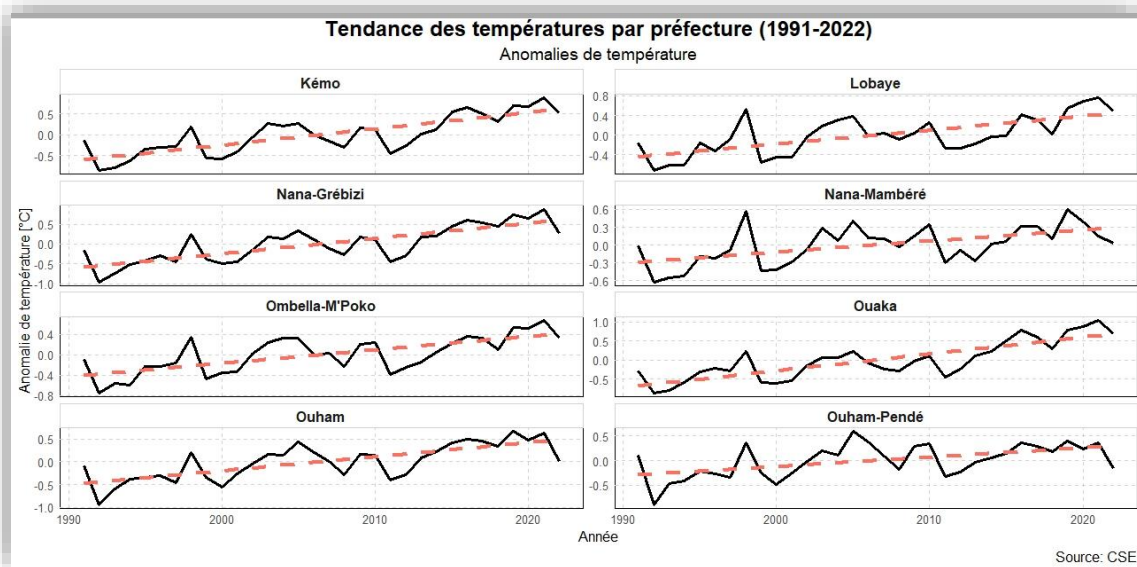 Tendance des températures par préfecture (1991-2022)
Anomalies de température
Anomalie de température [°C]
Kémo
0.5
0.0
-0.5
Lobaye
0.8
0.4
0.0
-0.4
Nana-Grébizi
0.5
0.0
-0.5
-1.0
Nana-Mambéré
0.6
0.3
0.0
-0.3
-0.6
Ombella-M'Poko
0.4
0.0
-0.4
-0.8
Ouaka
1.0
0.5
0.0
-0.5
Ouham
0.5
0.0
-0.5
-1.0
Ouham-Pendé
0.5
0.0
-0.5
1990 2000 2010 2020
1990 2000 2010 2020
Année
Source: CSE